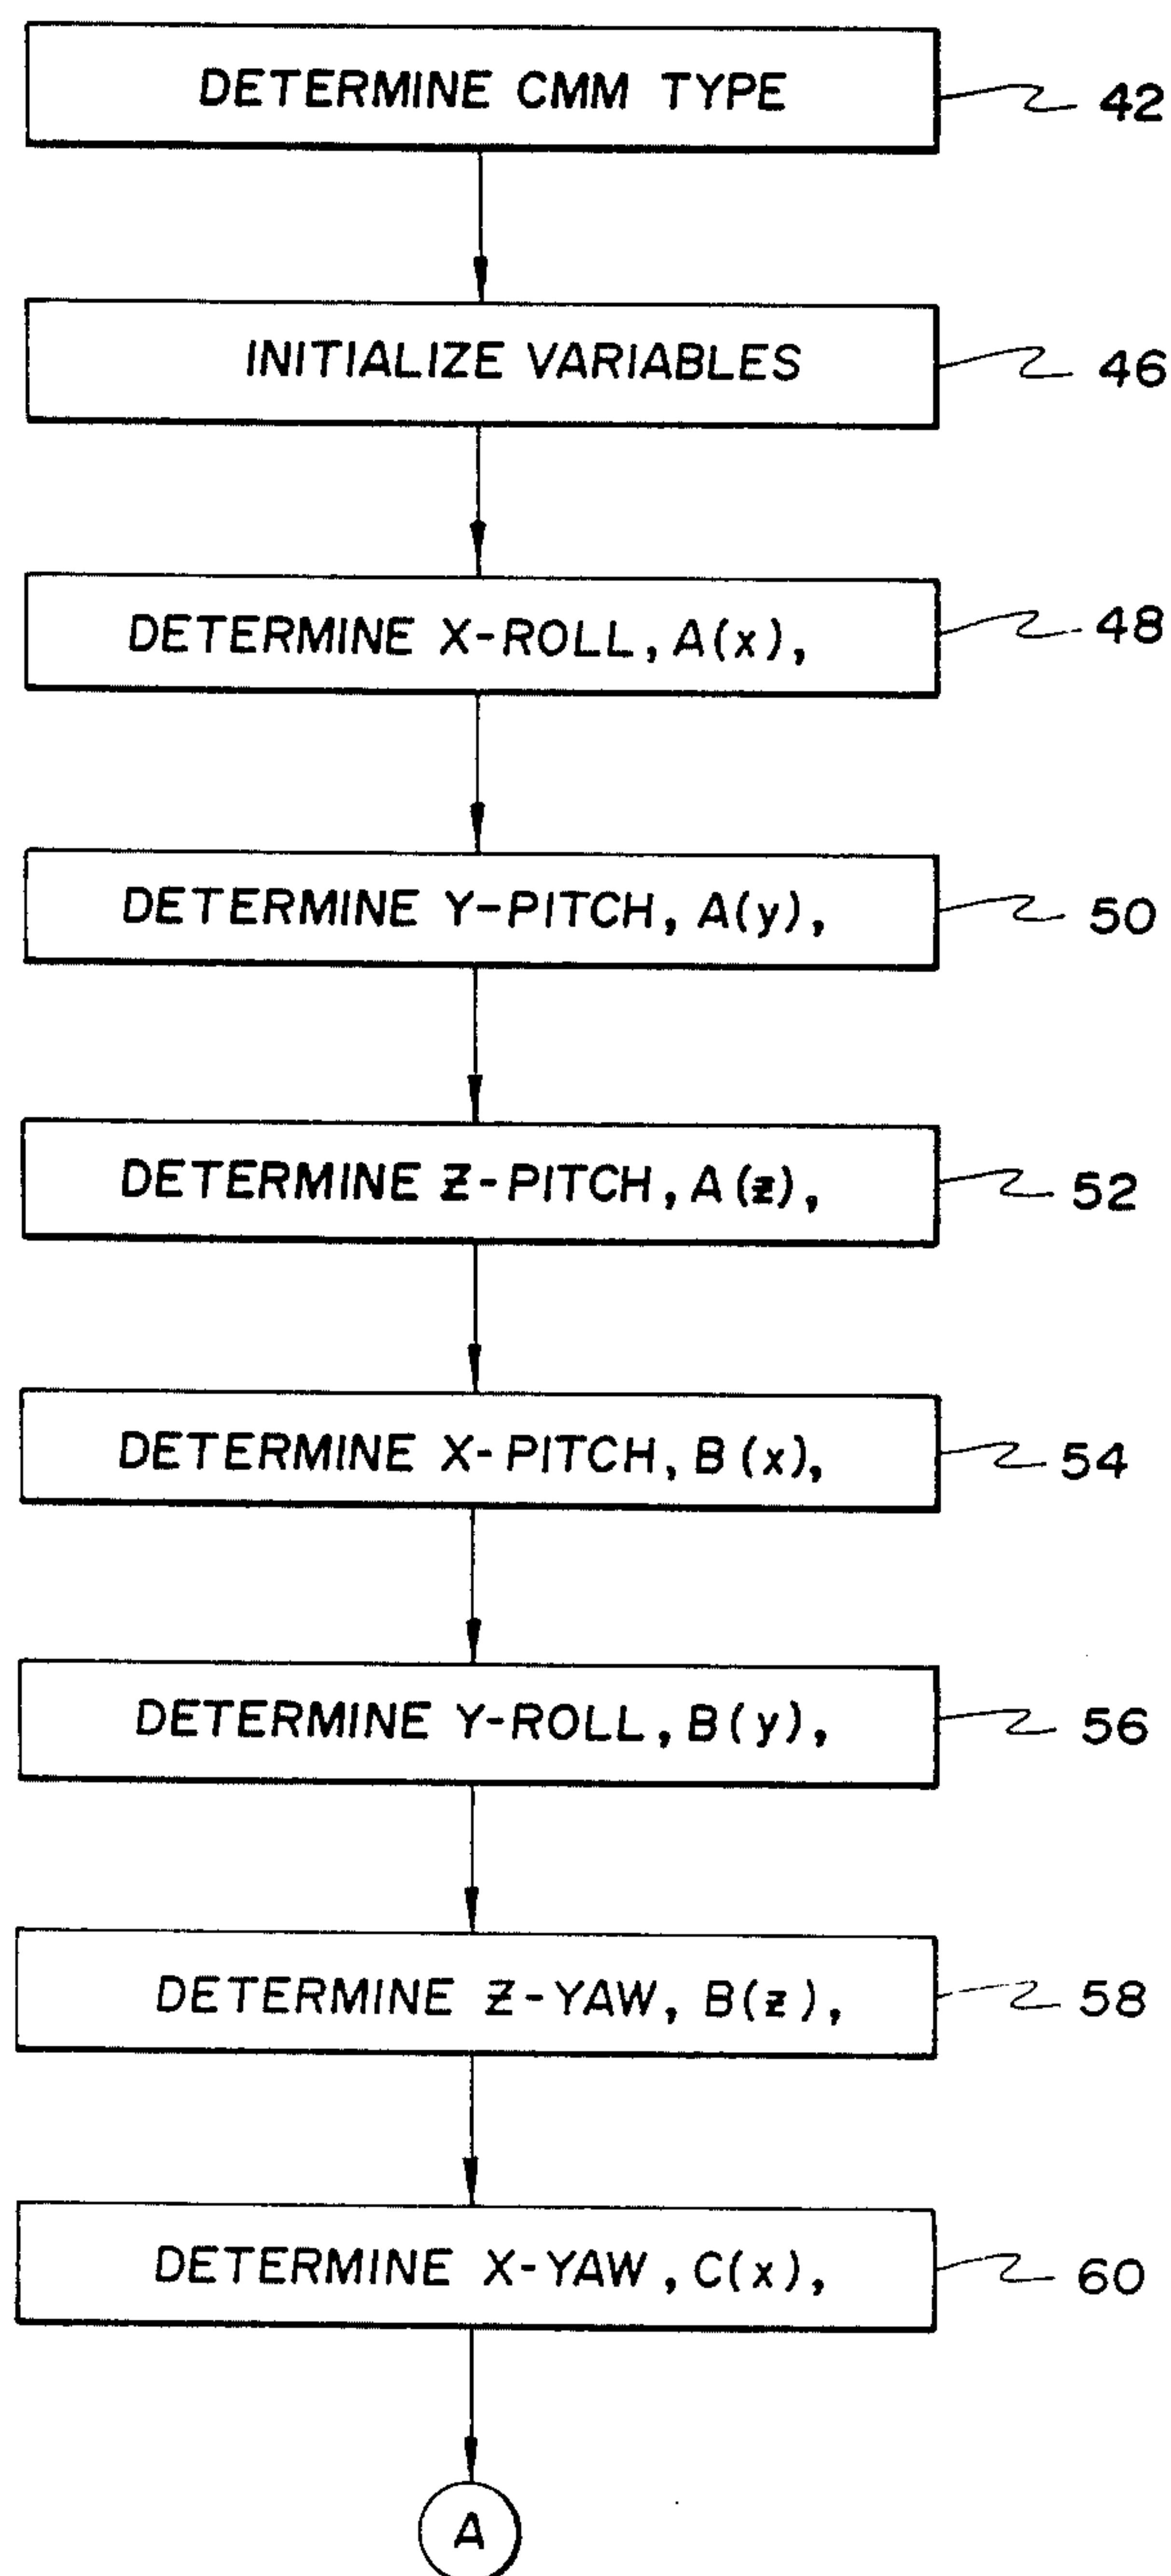 DETERMINE CMM TYPE 42
INITIALIZE VARIABLES 46
DETERMINE X-ROLL, A(x), 48
DETERMINE Y-PITCH, A(y), 50
DETERMINE Z-PITCH, A(z), 52
DETERMINE X-PITCH, B(x), 54
DETERMINE Y-ROLL, B(y), 56
DETERMINE Z-YAW, B(z), 58
DETERMINE X-YAW, C(x), 60
A